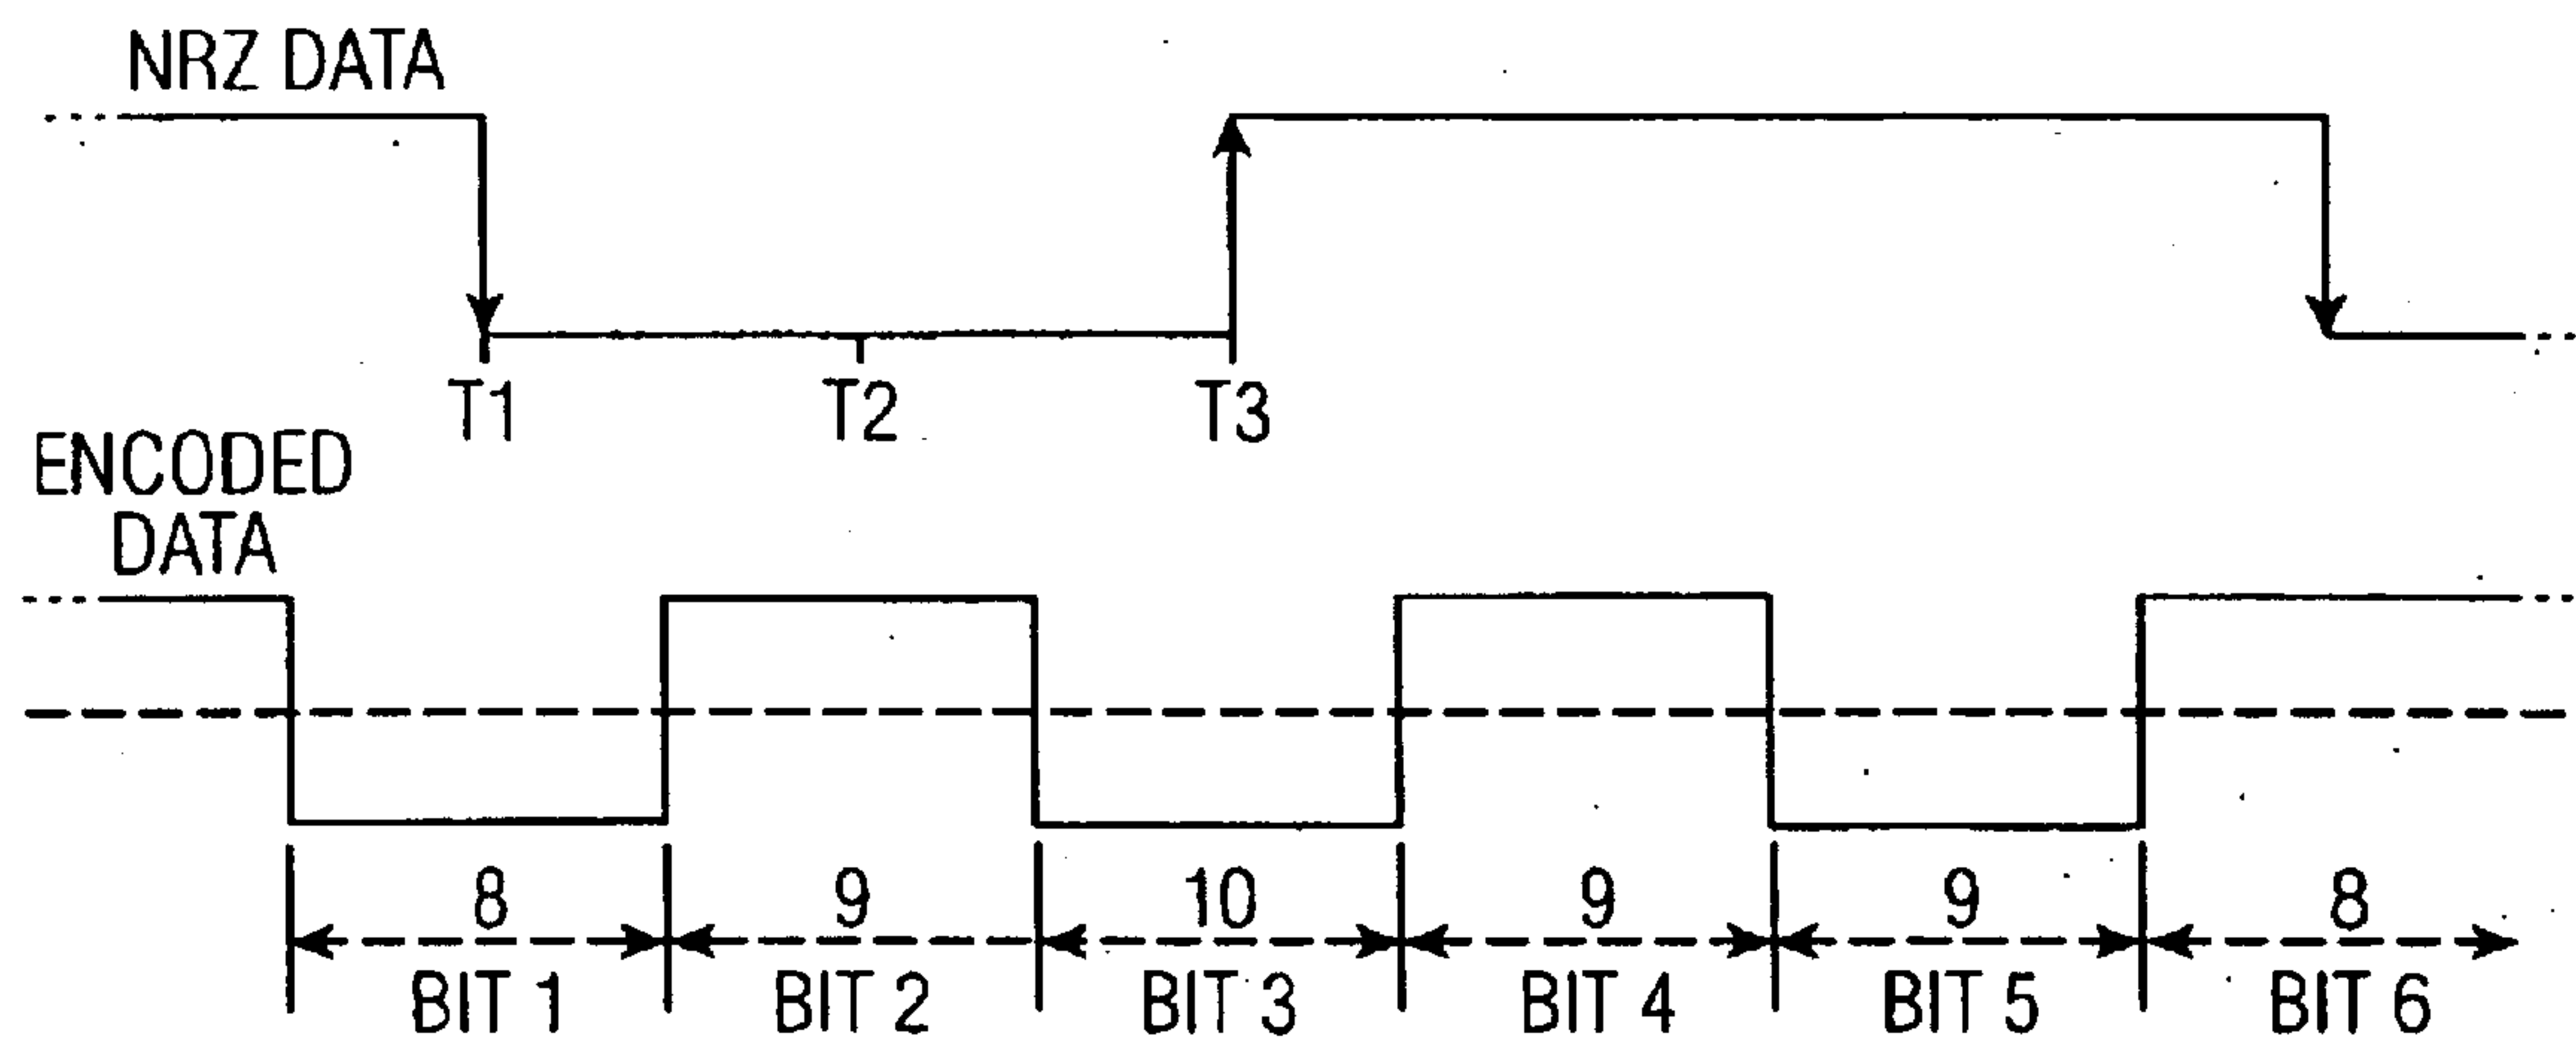 NRZ DATA
T1 T2 T3
ENCODED
DATA
8 9 10 9 9 8
BIT 1 BIT 2 BIT 3 BIT 4 BIT 5 BIT 6